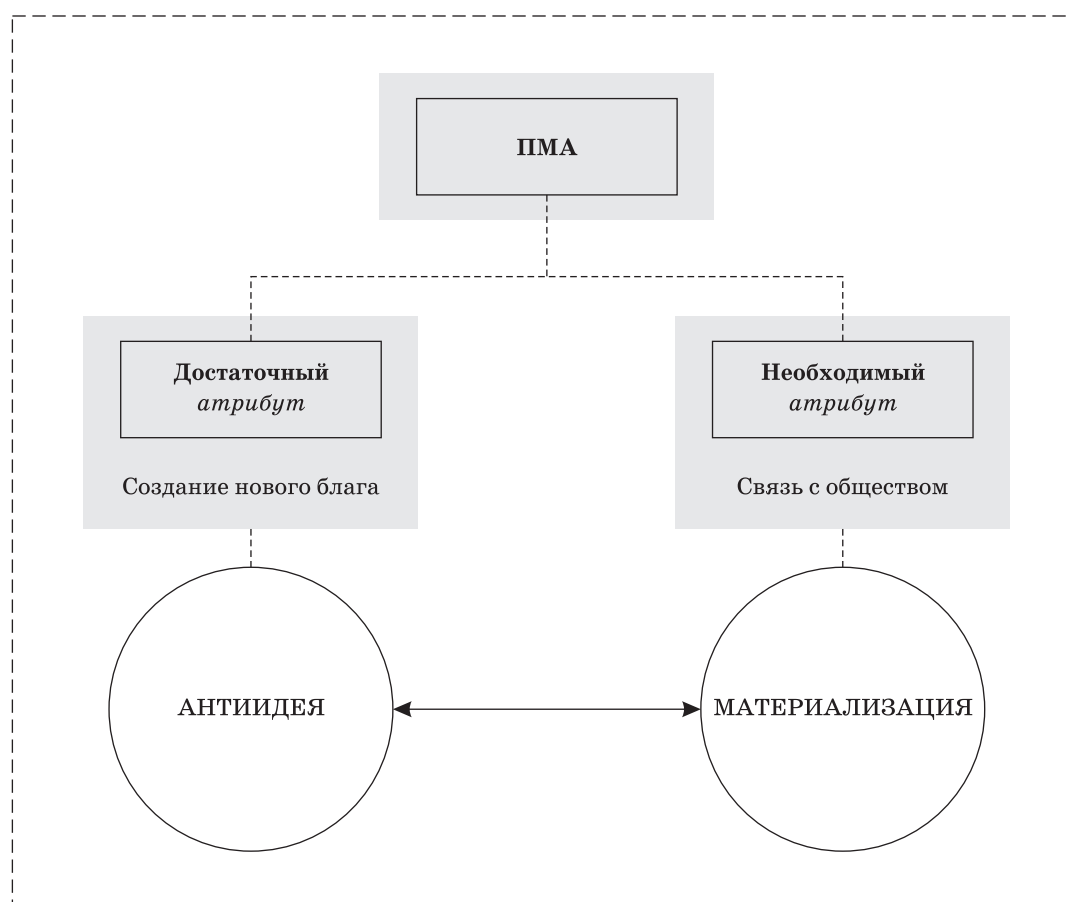 ПМА
Достаточный
атрибут
Создание нового блага
Необходимый
атрибут
Связь с обществом
АНТИИДЕЯ
МАТЕРИАЛИЗАЦИЯ